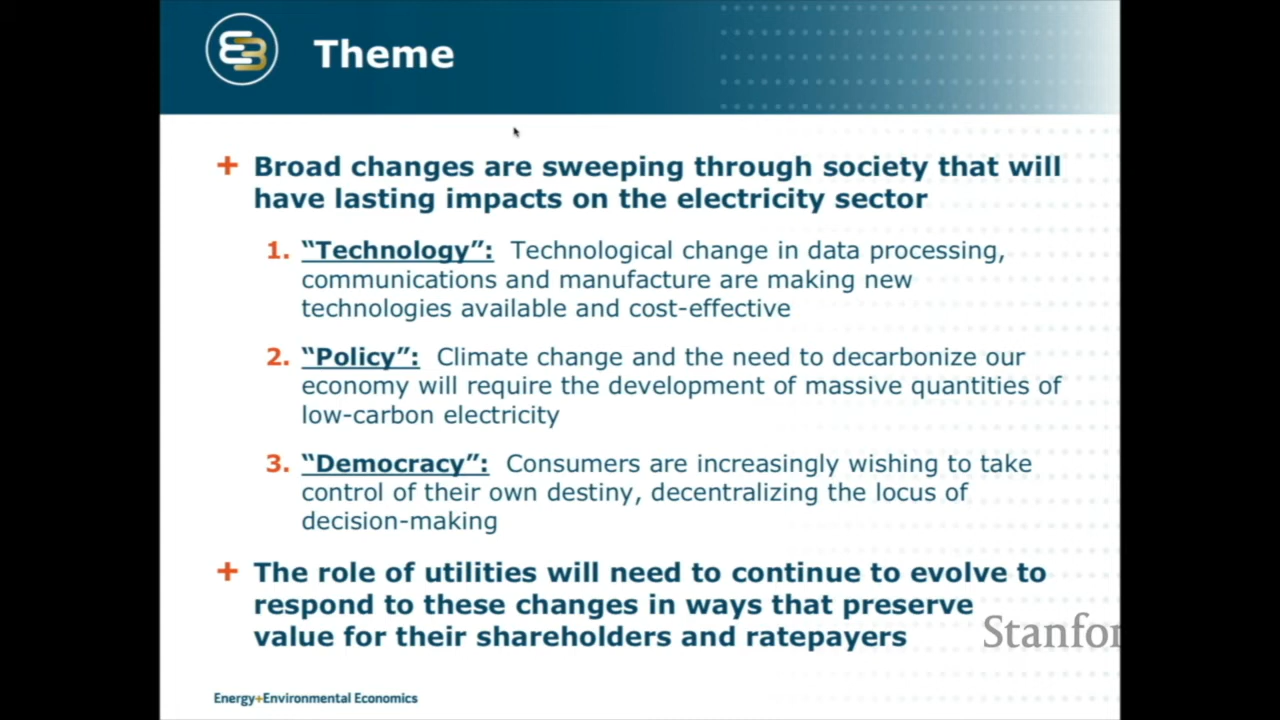 Theme
+ Broad changes are sweeping through society that will
have lasting impacts on the electricity sector
1. “Technology”: Technological change in data processing,
communications and manufacture are making new
technologies available and cost-effective
2. “Policy”: Climate change and the need to decarbonize our
economy will require the development of massive quantities of
low-carbon electricity
3. “Democracy”: Consumers are increasingly wishing to take
control of their own destiny, decentralizing the locus of
decision-making
+ The role of utilities will need to continue to evolve to
respond to these changes in ways that preserve
value for their shareholders and ratepayers
Stanfor
Energy+Environmental Economics